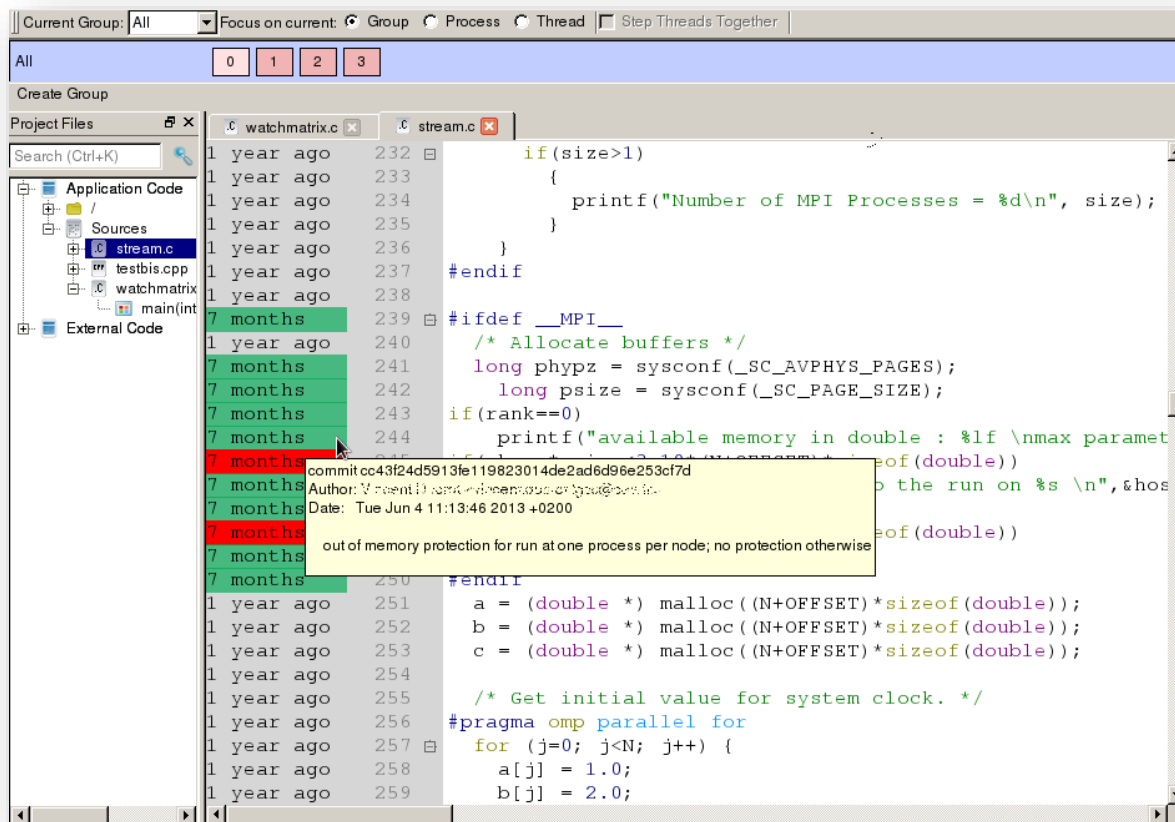 Current Group: All Focus on current: Group Process Thread Step Threads Together
All 0 1 2 3
Create Group
Project Files
watchmatrix.c stream.c
Search (Ctrl+K)
Application Code
/
Sources
stream.c
testbis.cpp
watchmatrix
main(int
External Code
1 year ago 232 if(size>1)
1 year ago 233 {
1 year ago 234 printf("Number of MPI Processes = %d\n", size);
1 year ago 235 }
1 year ago 236 }
1 year ago 237 #endif
1 year ago 238
7 months 239 #ifdef __MPI__
1 year ago 240 /* Allocate buffers */
7 months 241 long phypz = sysconf(_SC_AVPHYS_PAGES);
7 months 242 long psize = sysconf(_SC_PAGE_SIZE);
7 months 243 if(rank==0)
7 months 244 printf("available memory in double : %lf \nmax paramet
7 months eof(double))
commit cc43f24d5913fe119823014de2ad6d96e253cf7d
Author:
7 months the run on %s \n",&hos
7 months
Date: Tue Jun 4 11:13:46 2013 +0200
7 months eof(double))
out of memory protection for run at one process per node; no protection otherwise
7 months
7 months 250 #endif
1 year ago 251 a = (double *) malloc((N+OFFSET)*sizeof(double));
1 year ago 252 b = (double *) malloc((N+OFFSET)*sizeof(double));
1 year ago 253 c = (double *) malloc((N+OFFSET)*sizeof(double));
1 year ago 254
1 year ago 255 /* Get initial value for system clock. */
1 year ago 256 #pragma omp parallel for
1 year ago 257 for (j=0; j<N; j++) {
1 year ago 258 a[j] = 1.0;
1 year ago 259 b[j] = 2.0;